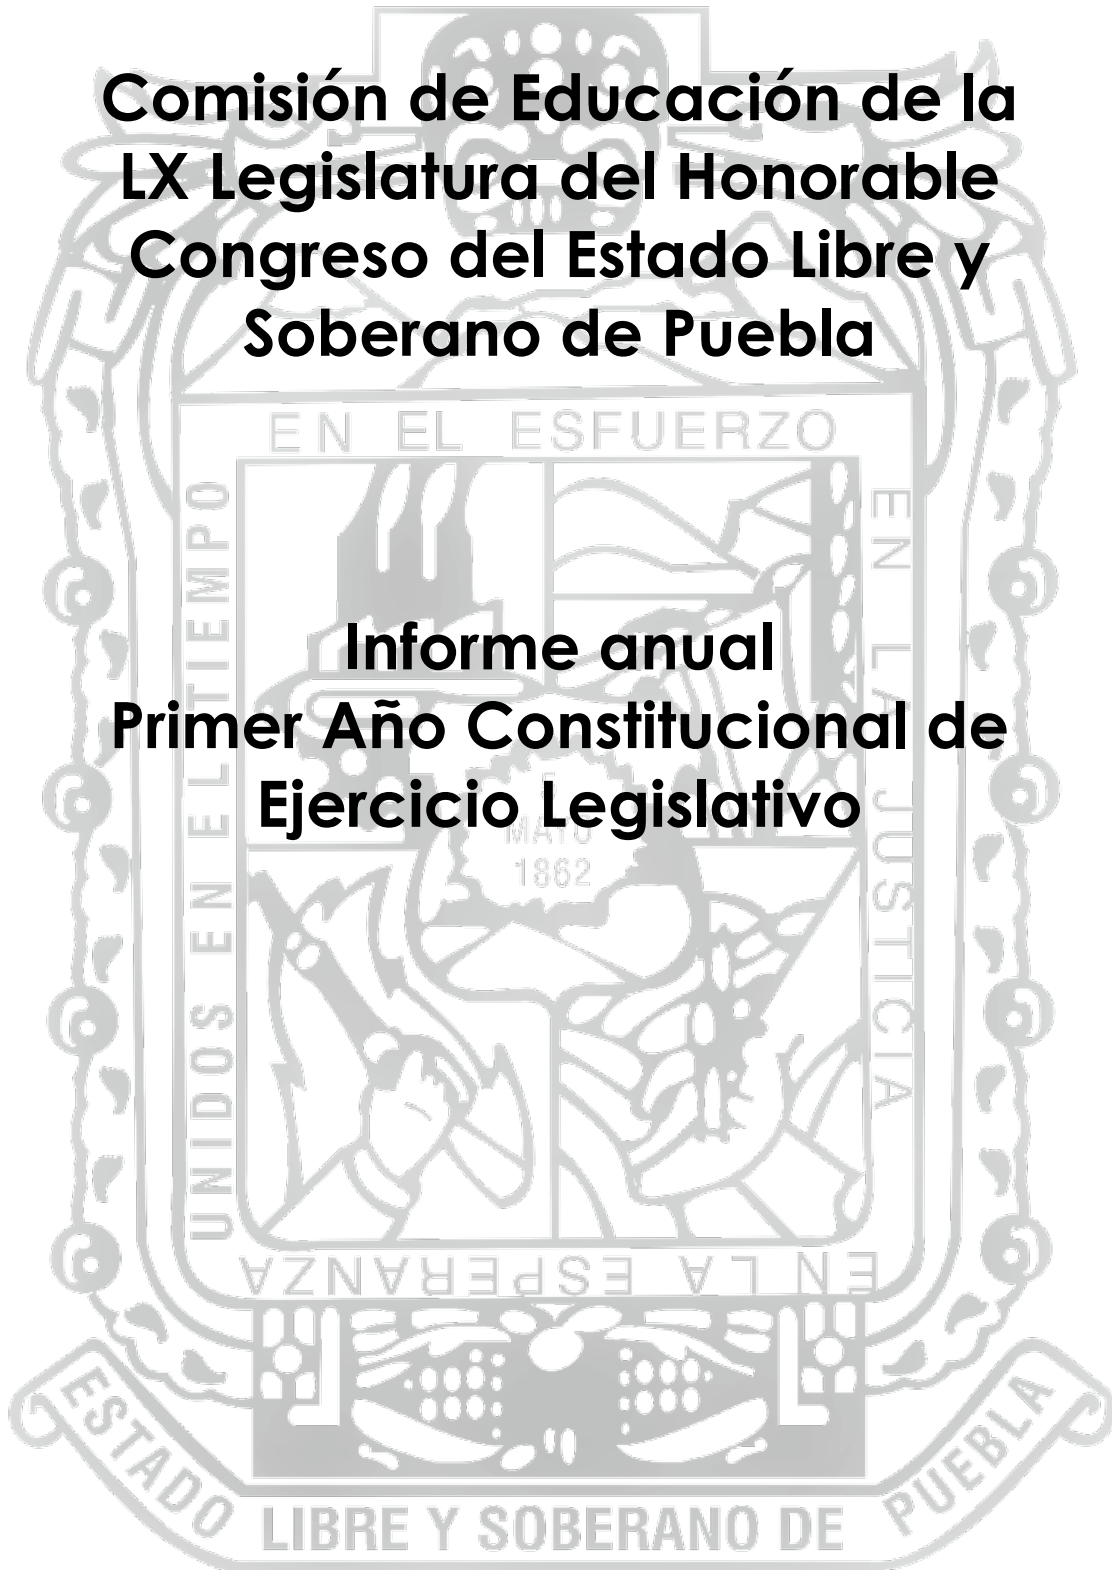 Comisión de Educación de la
LX Legislatura del Honorable
Congreso del Estado Libre y
Soberano de Puebla
EN EL ESFUERZO
UNIDOS EN EL TIEMPO
EN LA JUSTICIA
Informe anual
Primer Año Constitucional de
Ejercicio Legislativo
5
MAYO
1862
EN LA ESPERANZA
ESTADO LIBRE Y SOBERANO DE PUEBLA